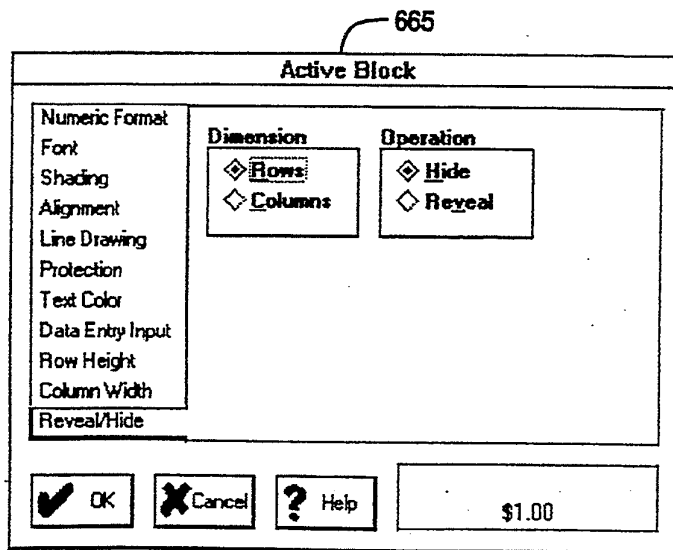 665
Active Block
Numeric Format
Font
Shading
Alignment
Line Drawing
Protection
Text Color
Data Entry Input
Row Height
Column Width
Reveal/Hide
Dimension
Rows
Columns
Operation
Hide
Reveal
OK
Cancel
? Help
$1.00